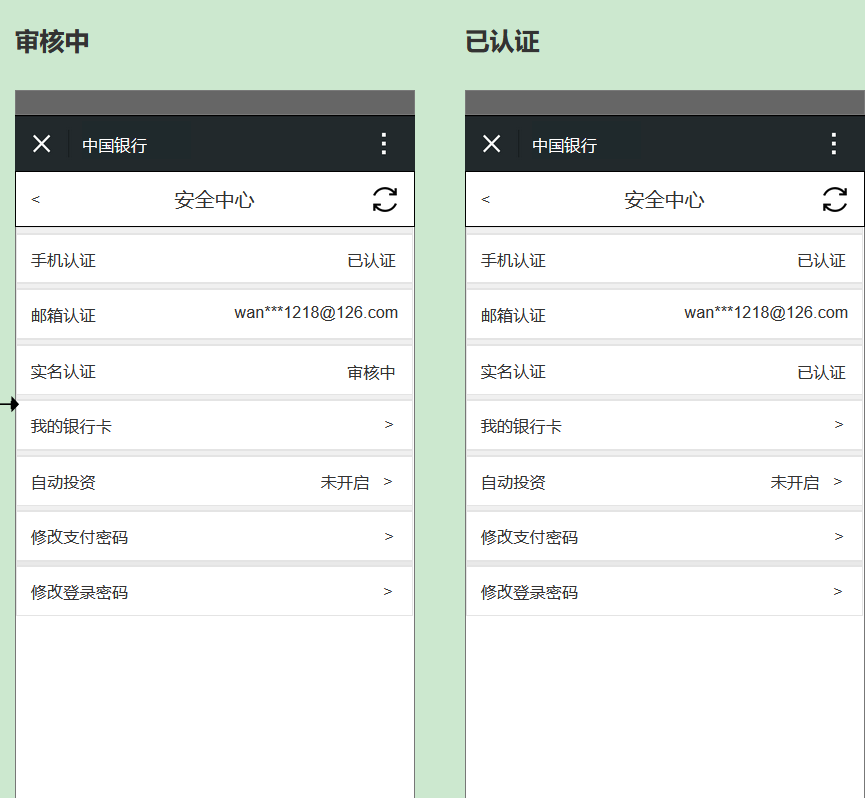 审核中
已认证
中国银行
中国银行
< 安全中心
< 安全中心
手机认证 已认证
手机认证 已认证
邮箱认证 wan***1218@126.com
邮箱认证 wan***1218@126.com
实名认证 审核中
实名认证 已认证
我的银行卡 >
我的银行卡 >
自动投资 未开启 >
自动投资 未开启 >
修改支付密码 >
修改支付密码 >
修改登录密码 >
修改登录密码 >